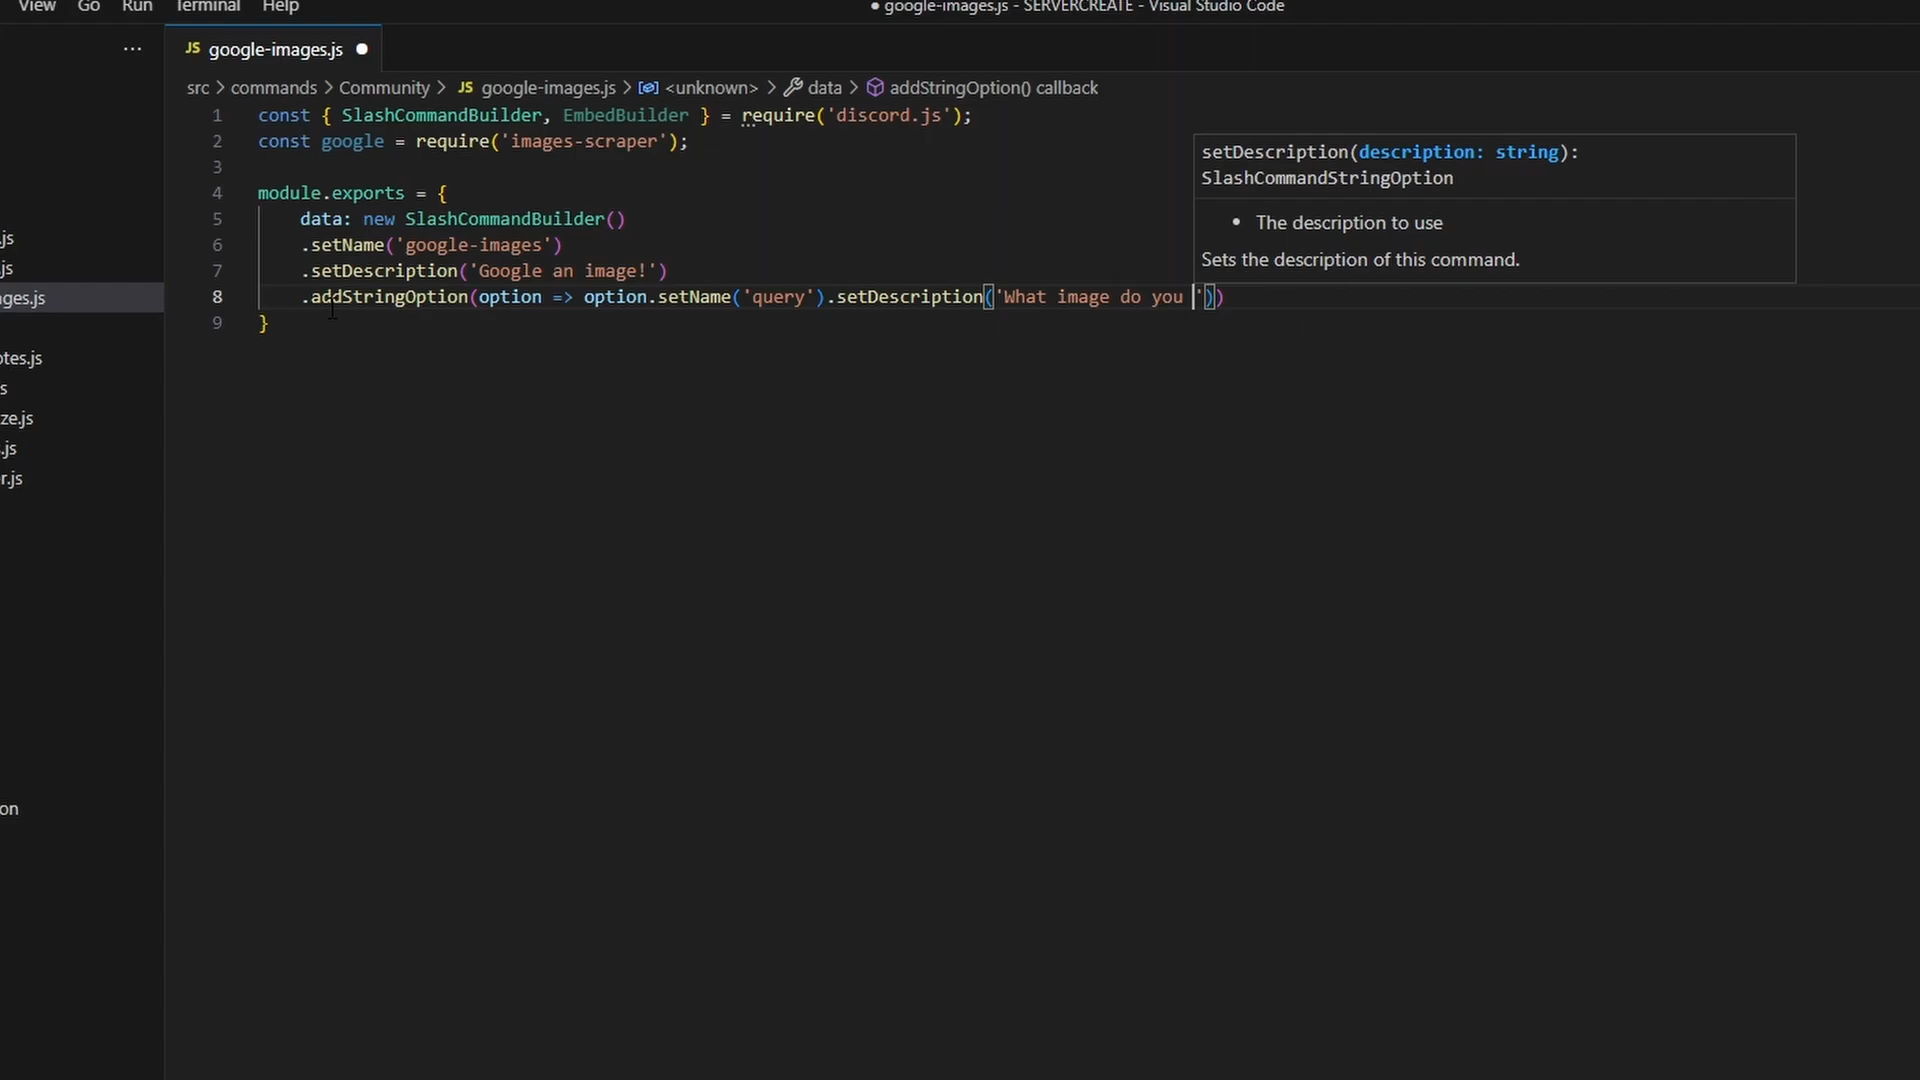 View Go Run Terminal Help ● google-images.js - SERVERCREATE - Visual Studio Code
... JS google-images.js ●
src > commands > Community > JS google-images.js > <unknown> > data > addStringOption() callback
1 const { SlashCommandBuilder, EmbedBuilder } = require('discord.js');
2 const google = require('images-scraper');
3
4 module.exports = {
5 data: new SlashCommandBuilder()
6 .setName('google-images')
7 .setDescription('Google an image!')
8 .addStringOption(option => option.setName('query').setDescription('What image do you '))
9 }
setDescription(description: string):
SlashCommandStringOption
• The description to use
Sets the description of this command.
.js
.js
ges.js
otes.js
s
ze.js
.js
r.js
on